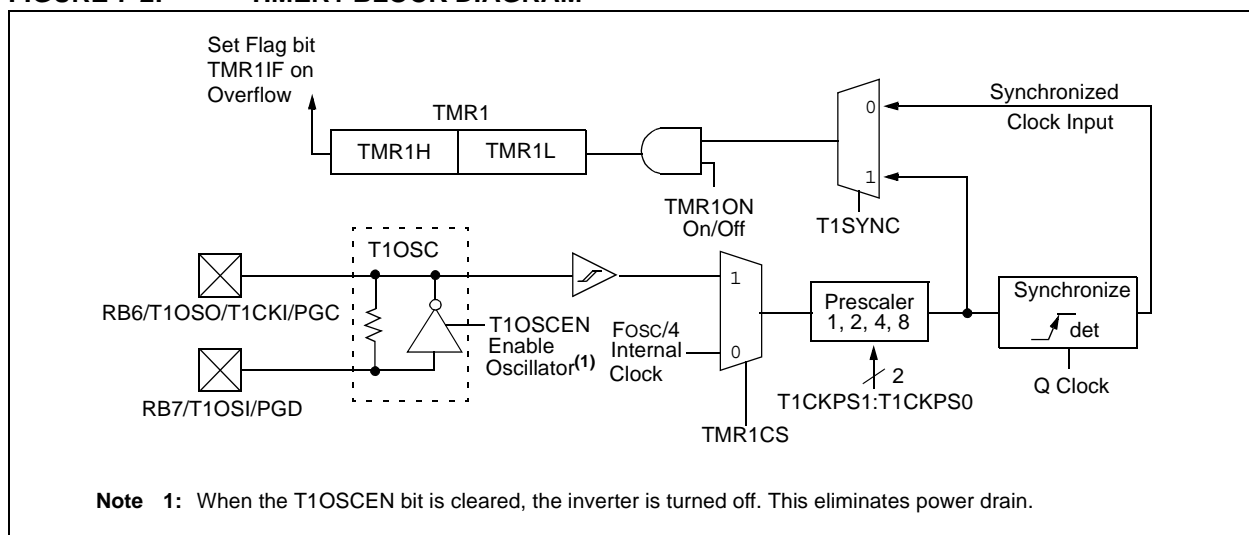 Set Flag bit
TMR1IF on
Overflow
TMR1
TMR1H
TMR1L
TMR1ON
On/Off
0
1
T1SYNC
Synchronized
Clock Input
T1OSC
RB6/T1OSO/T1CKI/PGC
RB7/T1OSI/PGD
T1OSCEN
Enable
Oscillator(1)
FOSC/4
Internal
Clock
1
0
TMR1CS
Prescaler
1, 2, 4, 8
2
T1CKPS1:T1CKPS0
Synchronize
det
Q Clock
Note 1: When the T1OSCEN bit is cleared, the inverter is turned off. This eliminates power drain.